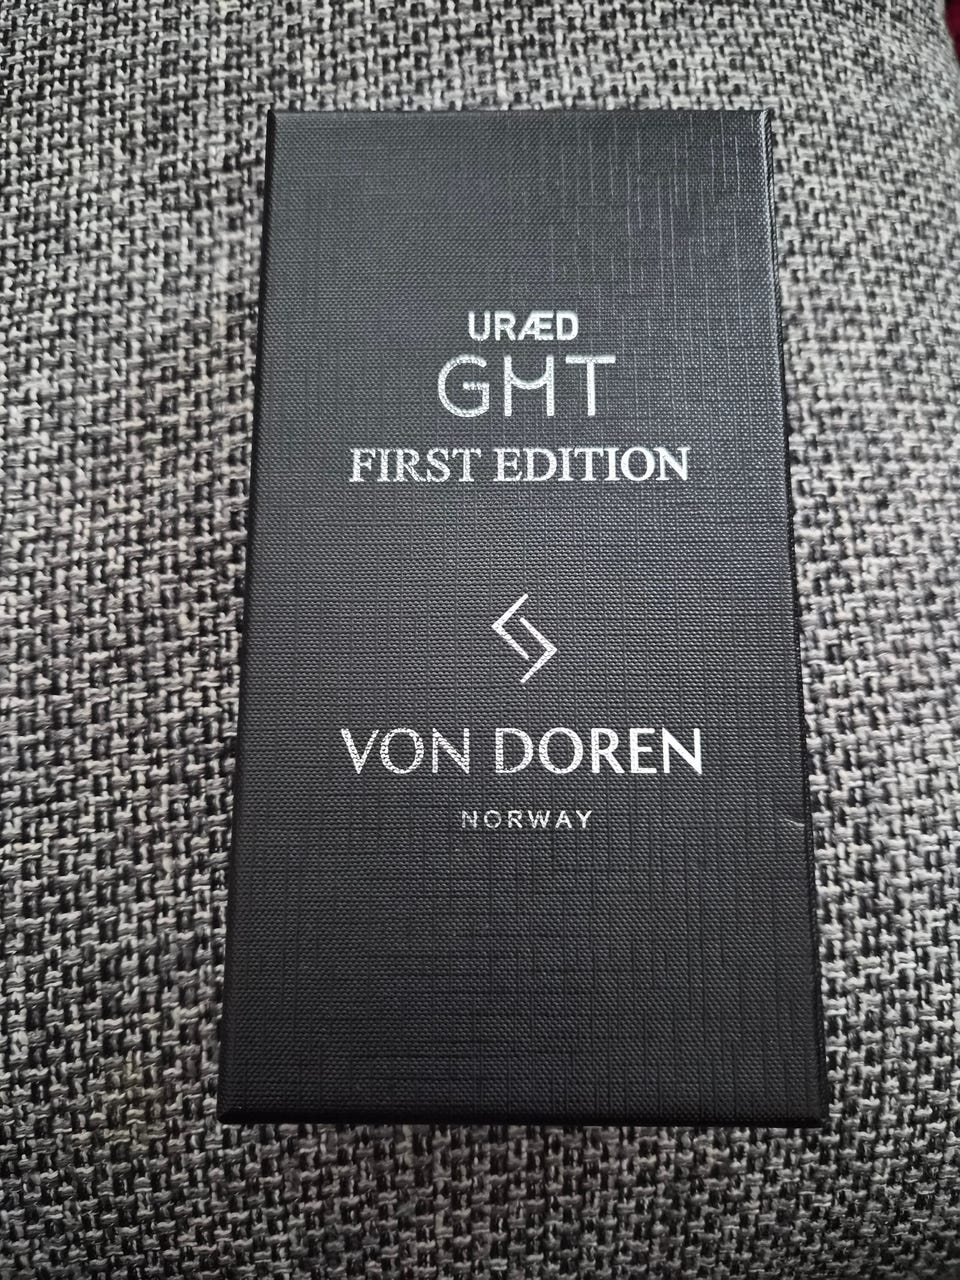 URÆD
GMT
FIRST EDITION
VON DOREN
NORWAY